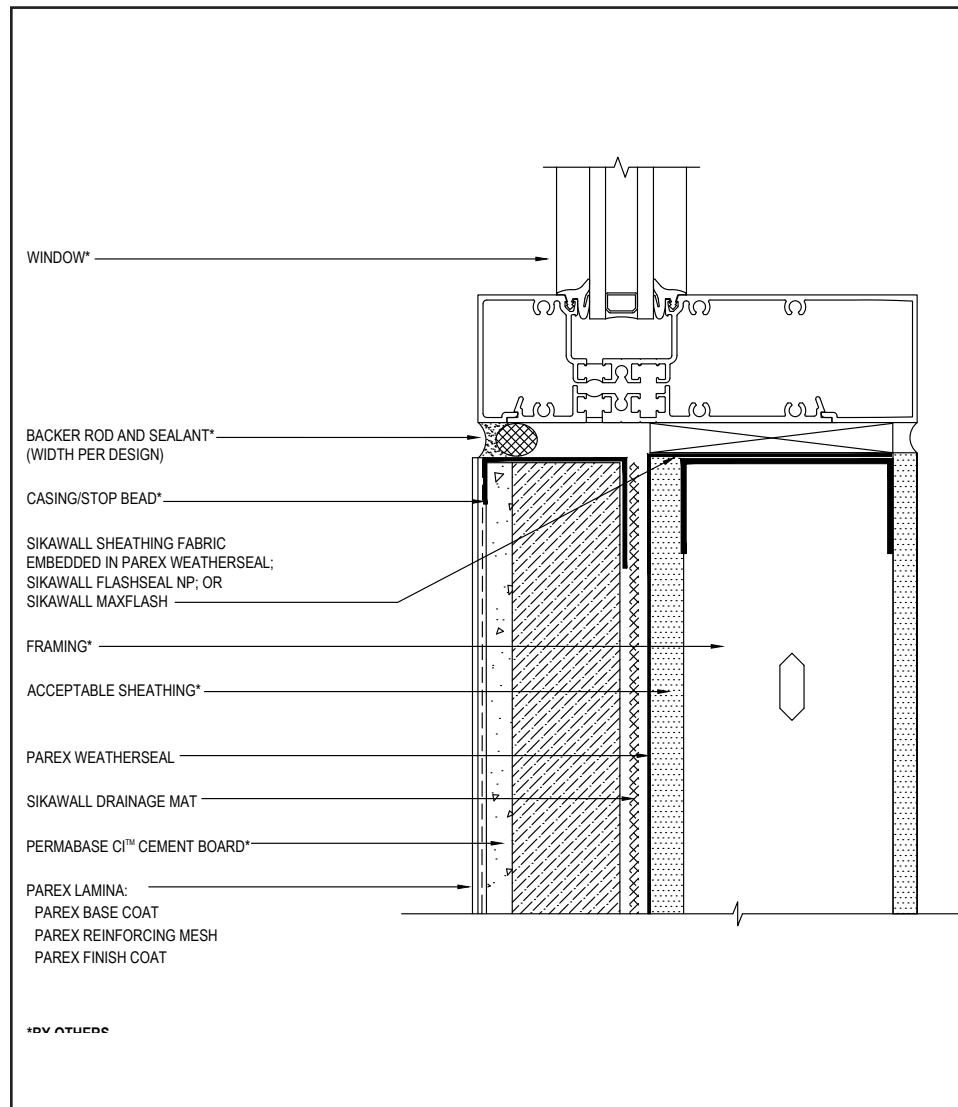 WINDOW*
BACKER ROD AND SEALANT*
(WIDTH PER DESIGN)
CASING/STOP BEAD*
SIKAWALL SHEATHING FABRIC
EMBEDDED IN PAREX WEATHERSEAL;
SIKAWALL FLASHSEAL NP; OR
SIKAWALL MAXFLASH
FRAMING*
ACCEPTABLE SHEATHING*
PAREX WEATHERSEAL
SIKAWALL DRAINAGE MAT
PERMABASE CI™ CEMENT BOARD*
PAREX LAMINA:
PAREX BASE COAT
PAREX REINFORCING MESH
PAREX FINISH COAT
*BY OTHERS